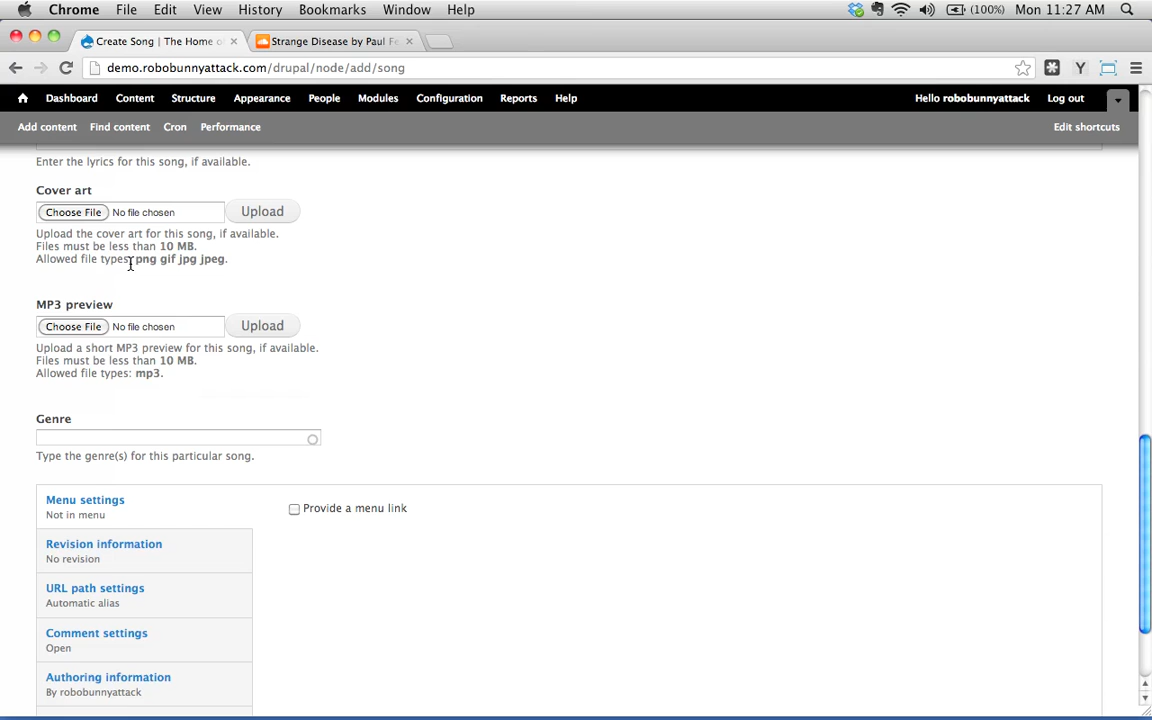 Chrome File Edit View History Bookmarks Window Help (100%) Mon 11:27 AM
Create Song | The Home o Strange Disease by Paul Fe
demo.robobunnyattack.com/drupal/node/add/song
Dashboard Content Structure Appearance People Modules Configuration Reports Help Hello robobunnyattack Log out
Add content Find content Cron Performance Edit shortcuts
Enter the lyrics for this song, if available.
Cover art
Choose File No file chosen Upload
Upload the cover art for this song, if available.
Files must be less than 10 MB.
Allowed file types: png gif jpg jpeg.
MP3 preview
Choose File No file chosen Upload
Upload a short MP3 preview for this song, if available.
Files must be less than 10 MB.
Allowed file types: mp3.
Genre
Type the genre(s) for this particular song.
Menu settings
Not in menu
Provide a menu link
Revision information
No revision
URL path settings
Automatic alias
Comment settings
Open
Authoring information
By robobunnyattack